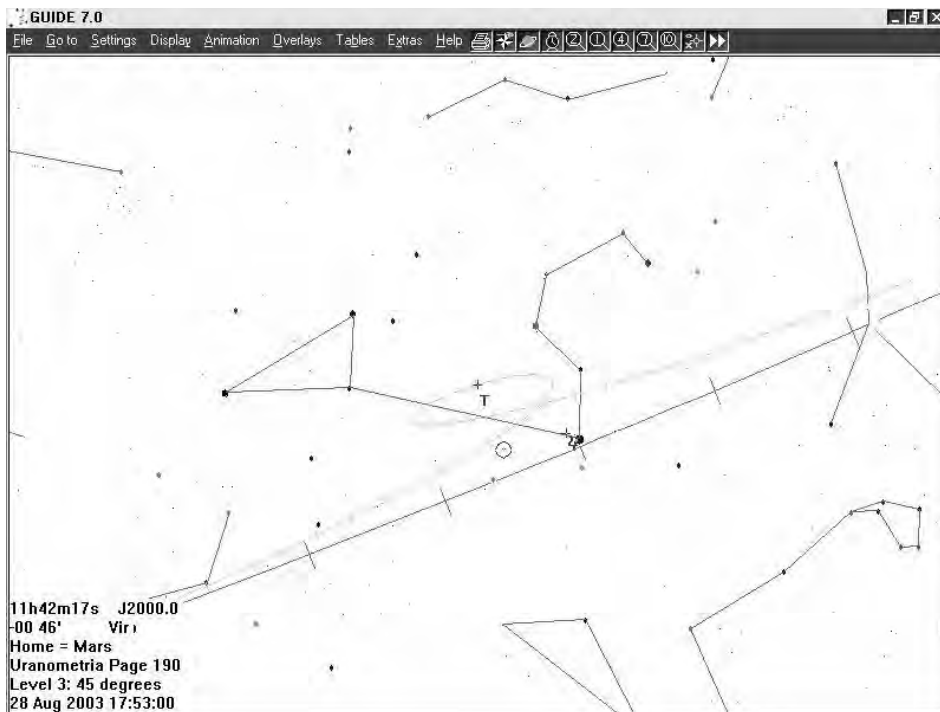 GUIDE 7.0
File Go to Settings Display Animation Overlays Tables Extras Help
T
11h42m17s J2000.0
-00 46' Vir
Home = Mars
Uranometria Page 190
Level 3: 45 degrees
28 Aug 2003 17:53:00